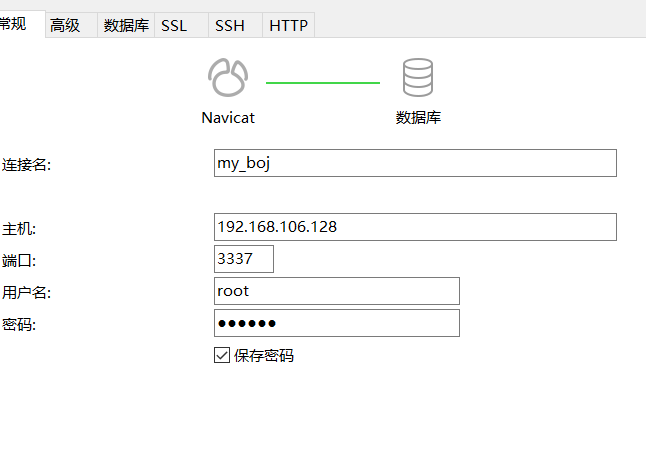 常规 高级 数据库 SSL SSH HTTP
Navicat 数据库
连接名: my_boj
主机: 192.168.106.128
端口: 3337
用户名: root
密码: ●●●●●●
保存密码